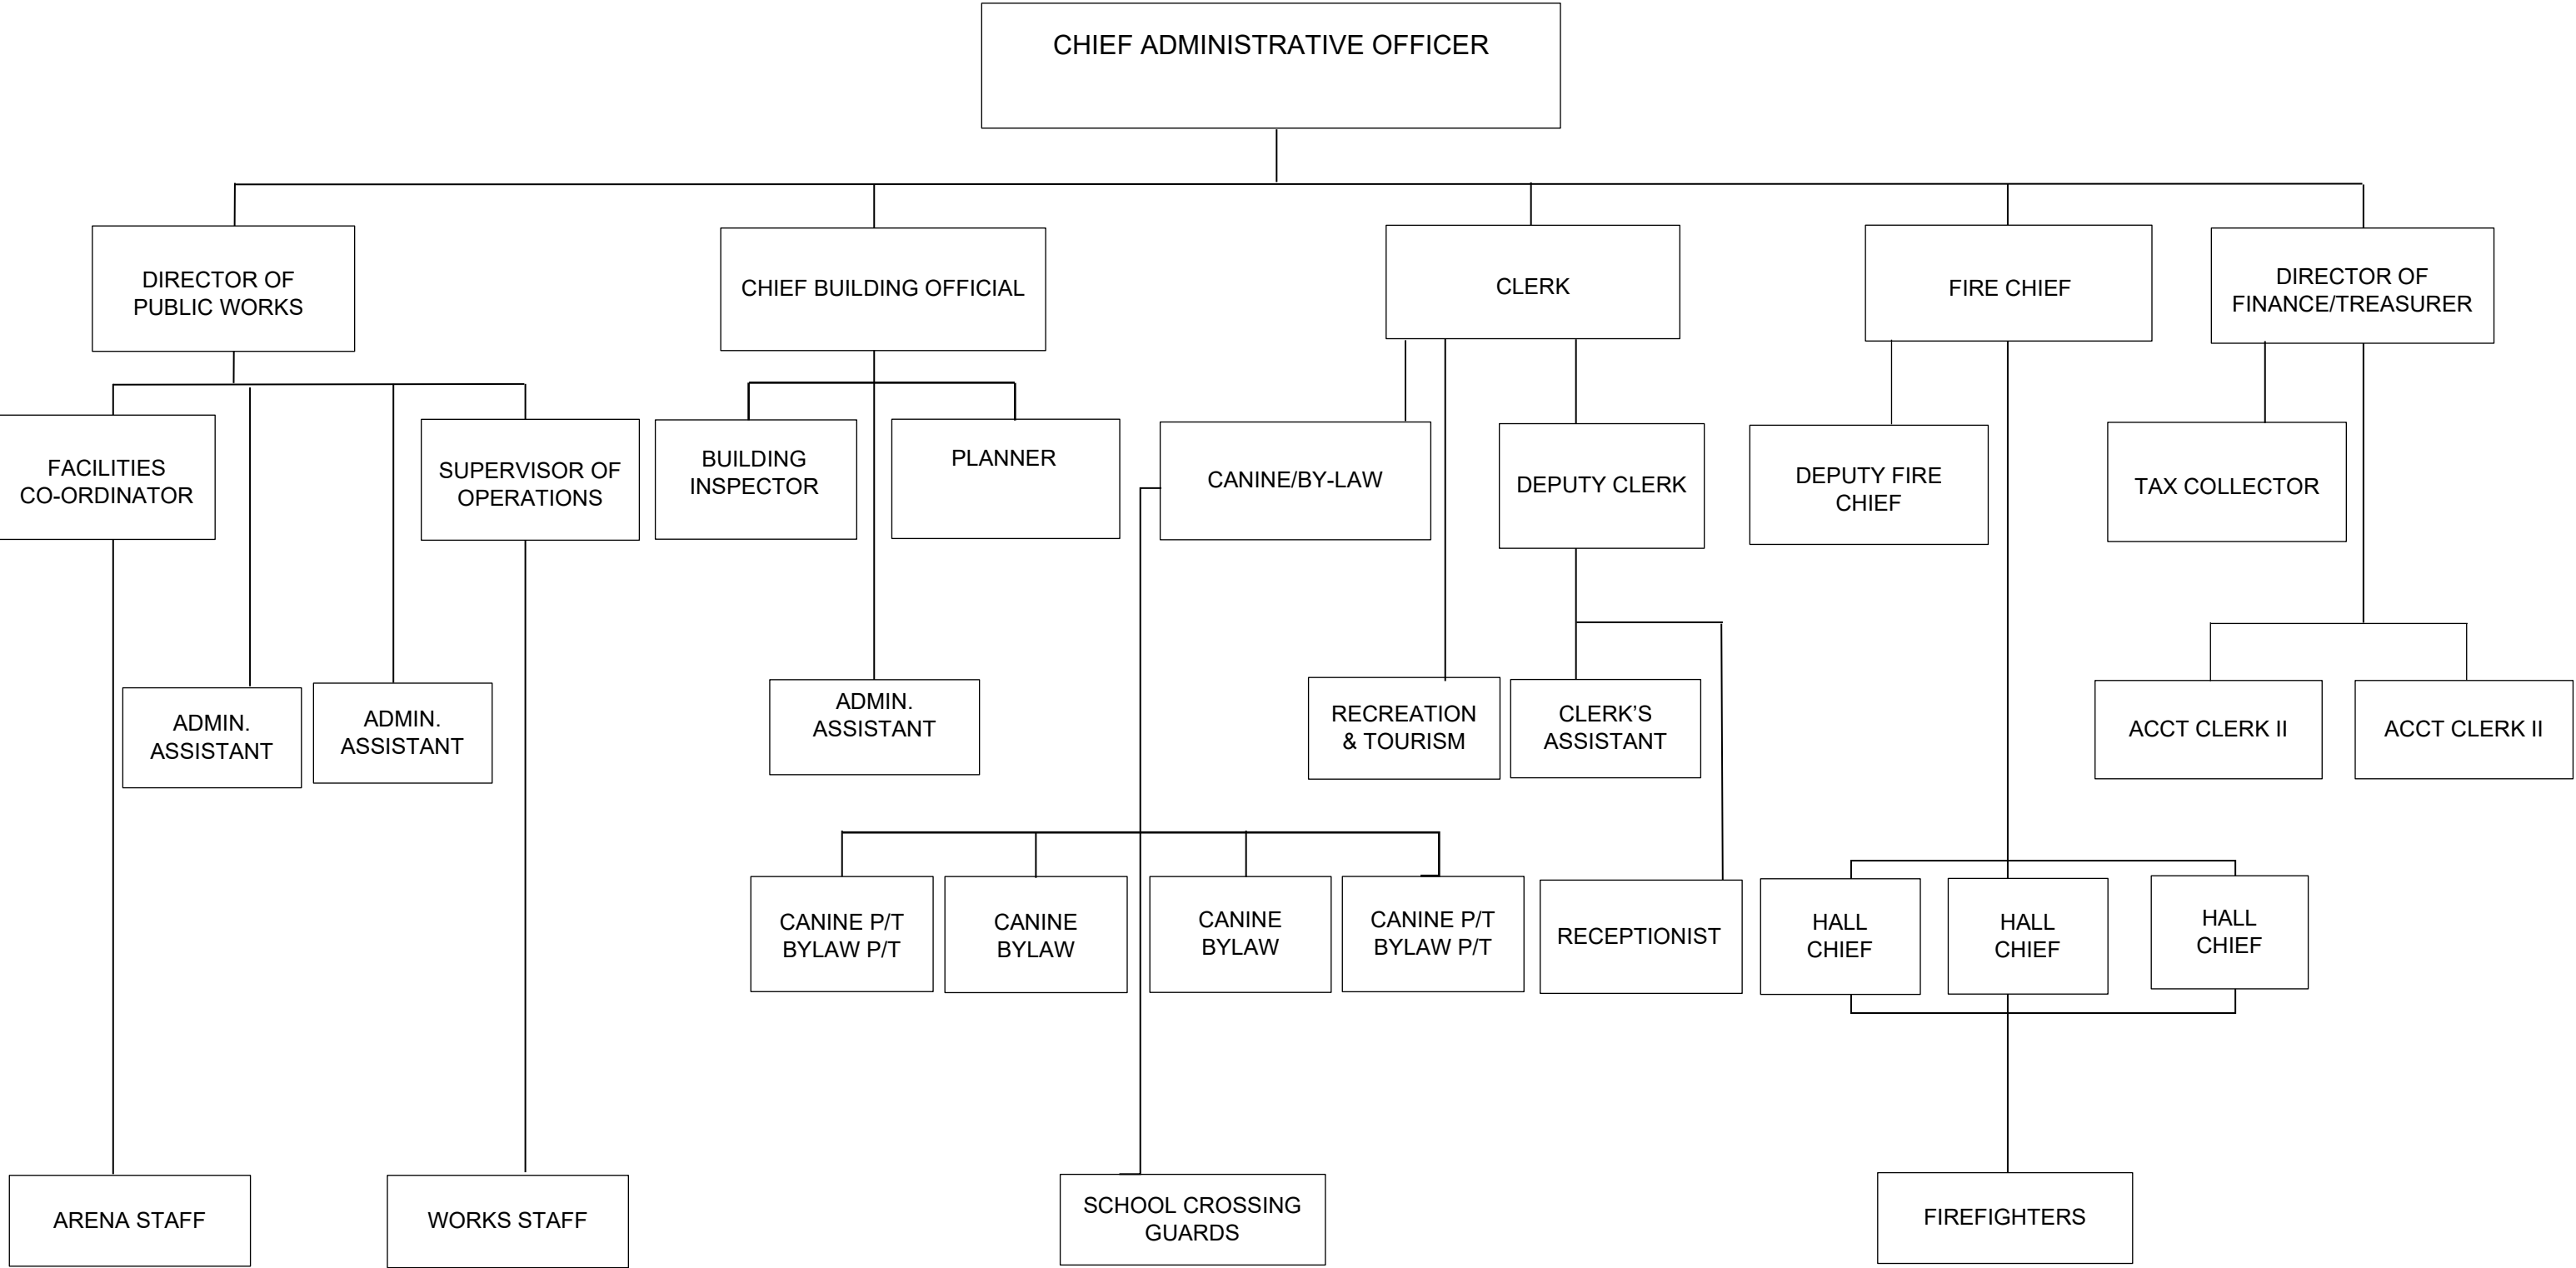 CHIEF ADMINISTRATIVE OFFICER
DIRECTOR OF
PUBLIC WORKS
CHIEF BUILDING OFFICIAL
CLERK
FIRE CHIEF
DIRECTOR OF
FINANCE/TREASURER
FACILITIES
CO-ORDINATOR
SUPERVISOR OF
OPERATIONS
BUILDING
INSPECTOR
PLANNER
CANINE/BY-LAW
DEPUTY CLERK
DEPUTY FIRE
CHIEF
TAX COLLECTOR
ADMIN.
ASSISTANT
ADMIN.
ASSISTANT
ADMIN.
ASSISTANT
RECREATION
& TOURISM
CLERK’S
ASSISTANT
ACCT CLERK II
ACCT CLERK II
CANINE P/T
BYLAW P/T
CANINE
BYLAW
CANINE
BYLAW
CANINE P/T
BYLAW P/T
RECEPTIONIST
HALL
CHIEF
HALL
CHIEF
HALL
CHIEF
ARENA STAFF
WORKS STAFF
SCHOOL CROSSING
GUARDS
FIREFIGHTERS